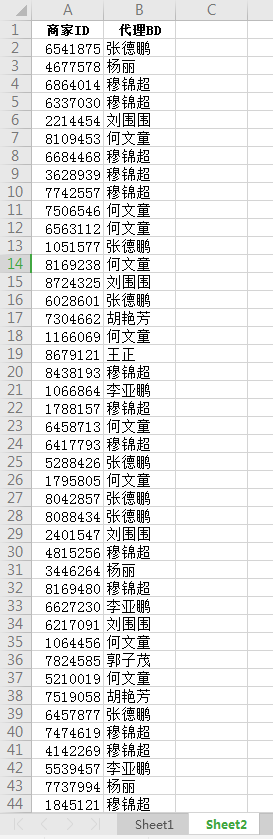 A B C
1 商家ID 代理BD
2 6541875 张德鹏
3 4677578 杨丽
4 6864014 穆锦超
5 6337030 穆锦超
6 2214454 刘围围
7 8109453 何文童
8 6684468 穆锦超
9 3628939 穆锦超
10 7742557 穆锦超
11 7506546 何文童
12 6563112 何文童
13 1051577 张德鹏
14 8169238 何文童
15 8724325 刘围围
16 6028601 张德鹏
17 7304662 胡艳芳
18 1166069 何文童
19 8679121 王正
20 8438193 穆锦超
21 1066864 李亚鹏
22 1788157 穆锦超
23 6458713 何文童
24 6417793 穆锦超
25 5288426 张德鹏
26 1795805 何文童
27 8042857 张德鹏
28 8088434 张德鹏
29 2401547 刘围围
30 4815256 穆锦超
31 3446264 杨丽
32 8169480 穆锦超
33 6627230 李亚鹏
34 6217091 刘围围
35 1064456 何文童
36 7824585 郭子茂
37 5210019 何文童
38 7519058 胡艳芳
39 6457877 张德鹏
40 7474619 穆锦超
41 4142269 穆锦超
42 5539457 李亚鹏
43 7737994 杨丽
44 1845121 穆锦超
Sheet1 Sheet2